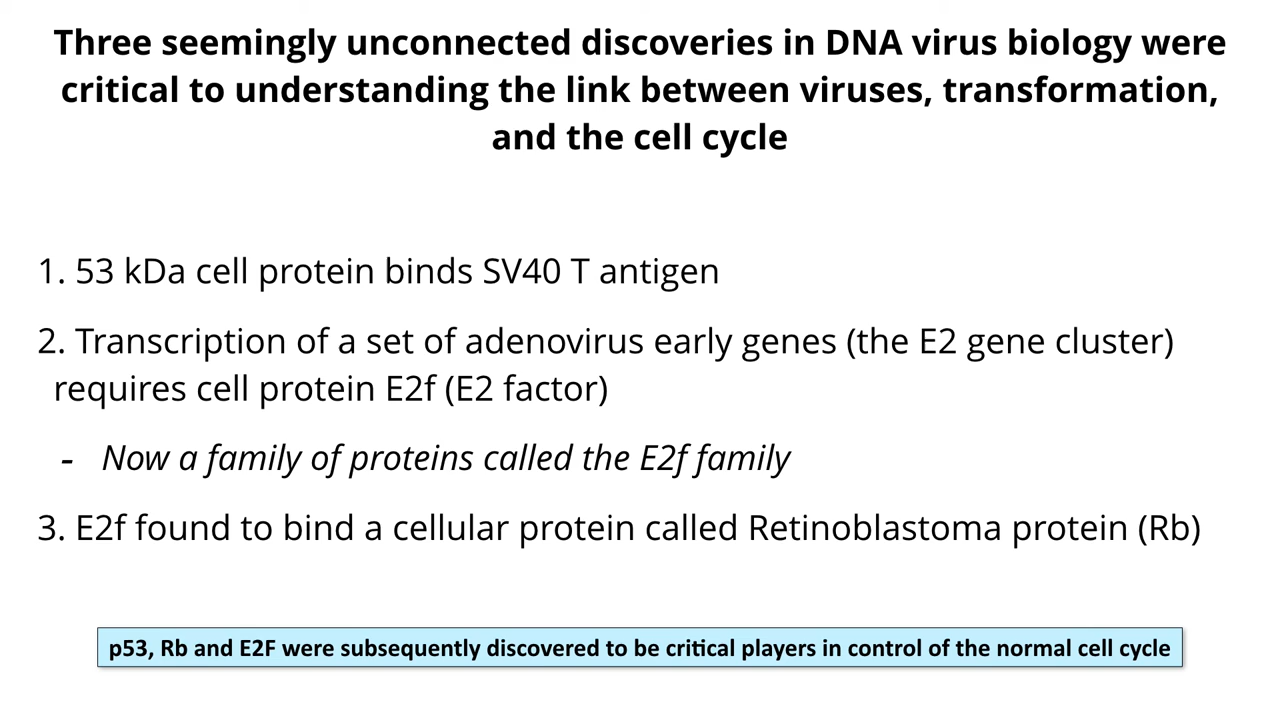 Three seemingly unconnected discoveries in DNA virus biology were
critical to understanding the link between viruses, transformation,
and the cell cycle
1. 53 kDa cell protein binds SV40 T antigen
2. Transcription of a set of adenovirus early genes (the E2 gene cluster)
requires cell protein E2f (E2 factor)
- Now a family of proteins called the E2f family
3. E2f found to bind a cellular protein called Retinoblastoma protein (Rb)
p53, Rb and E2F were subsequently discovered to be critical players in control of the normal cell cycle